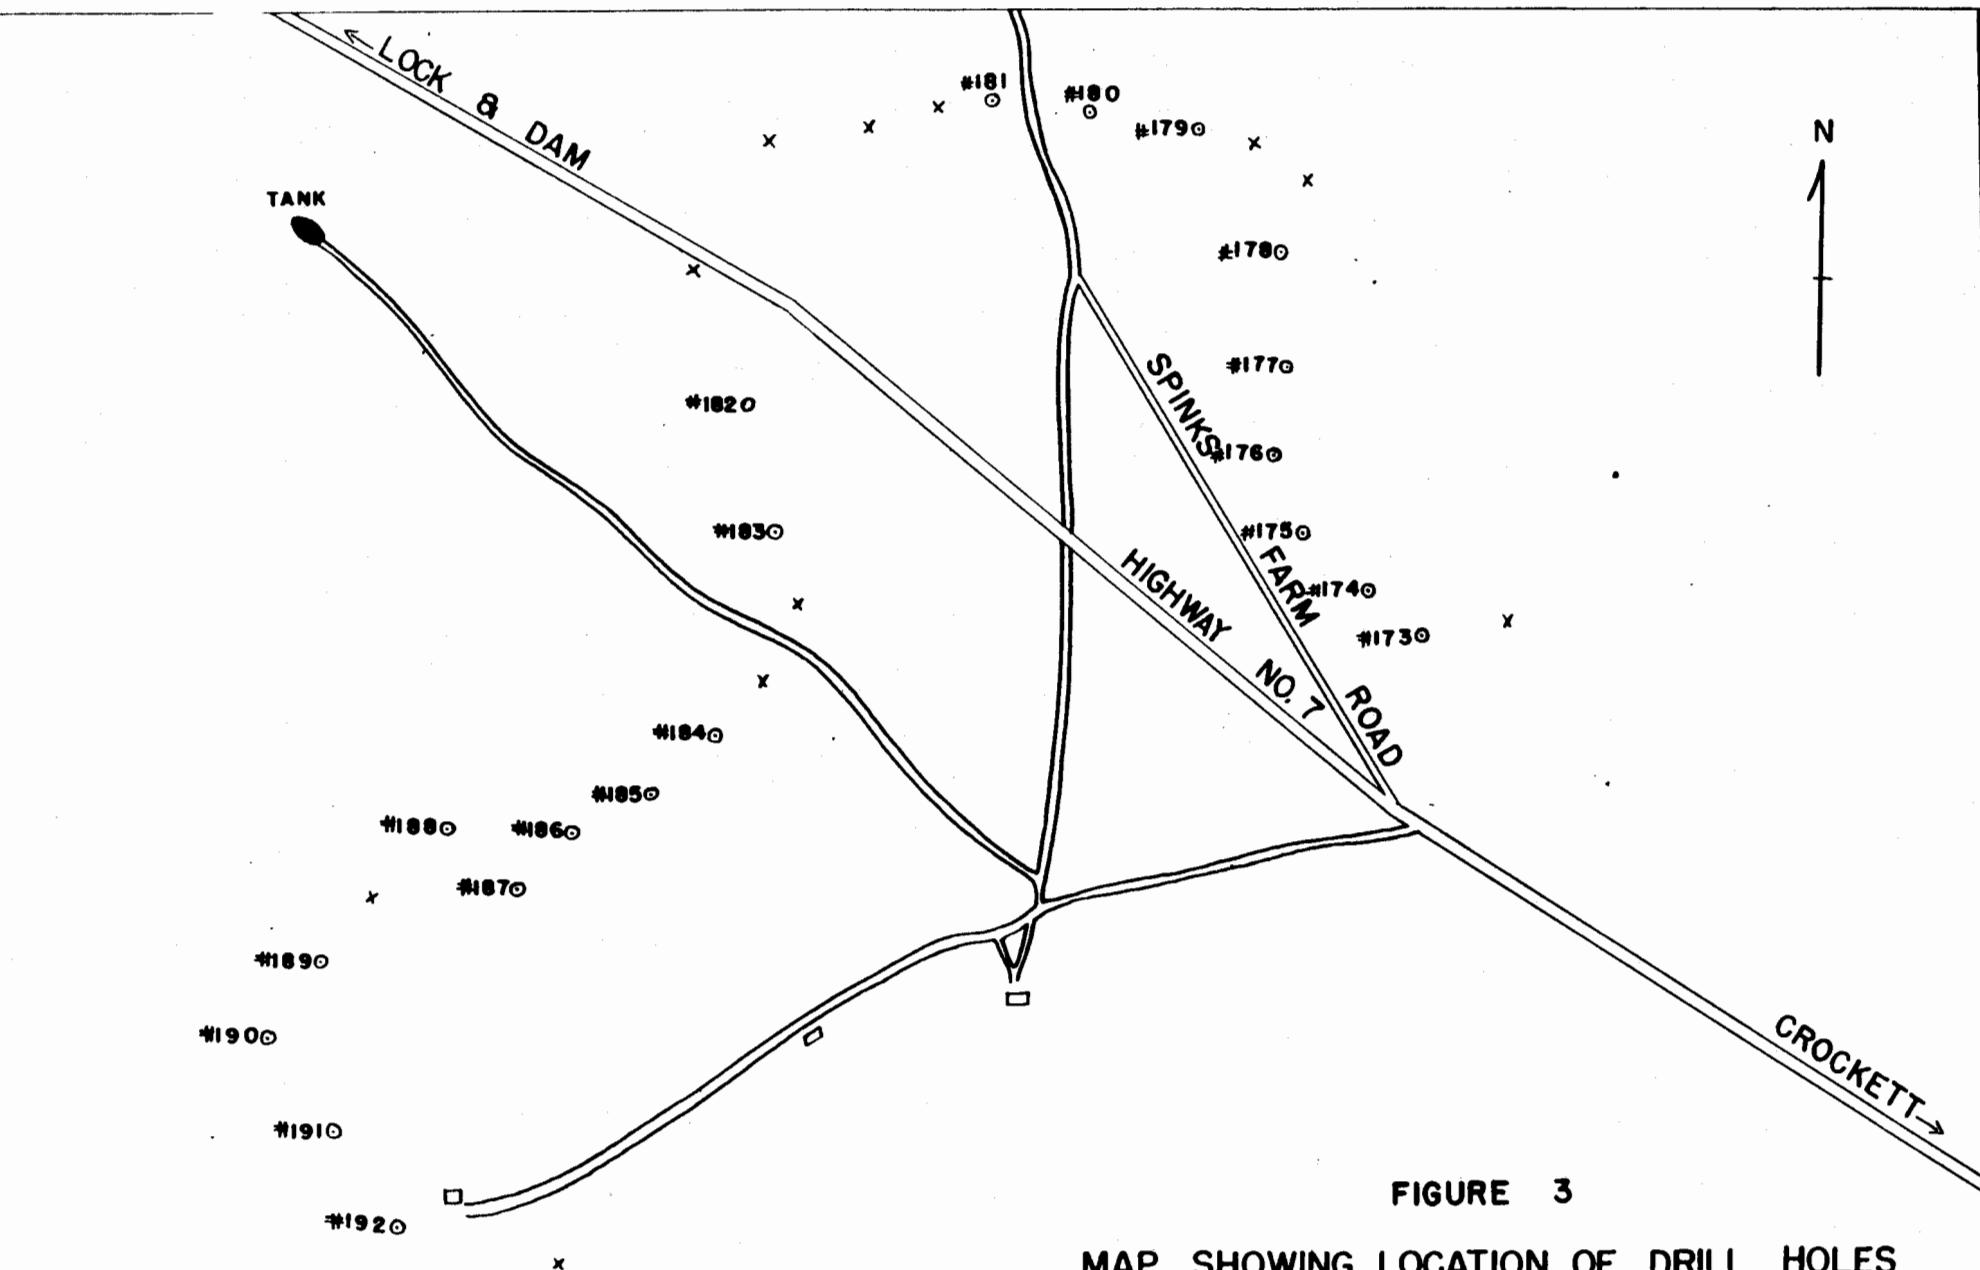 ← LOCK & DAM
#181
#180
#179
N
TANK
#178
#177
SPINKS FARM ROAD
#182
#176
#183
#175
HIGHWAY NO. 7
#174
#173
#184
#185
#188
#186
#187
#189
#190
CROCKETT →
#191
#192
FIGURE 3
MAP SHOWING LOCATION OF DRILL HOLES